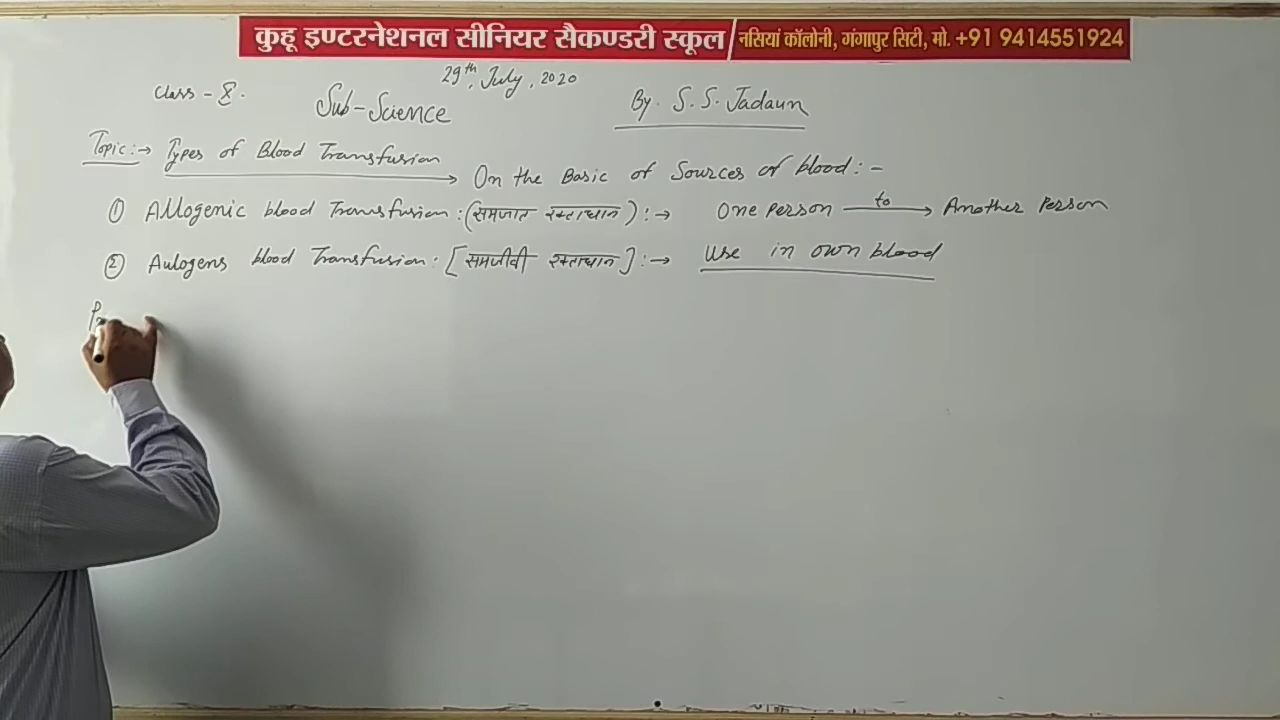 कुहू इण्टरनेशनल सीनियर सैकण्डरी स्कूल / नसियां कॉलोनी, गंगापुर सिटी, मो. +91 9414551924
29th, July, 2020
Class - X.
Sub-Science
By. S. S. Jadaun
Topic:→ Types of Blood Transfusion → On the Basic of Sources of blood:-
① Allogenic blood Transfusion:(समजात रक्ताधान):→ One person —to→ Another Person
② Aulogens blood Transfusion:[समजीवी रक्ताधान]:→ Use in own blood